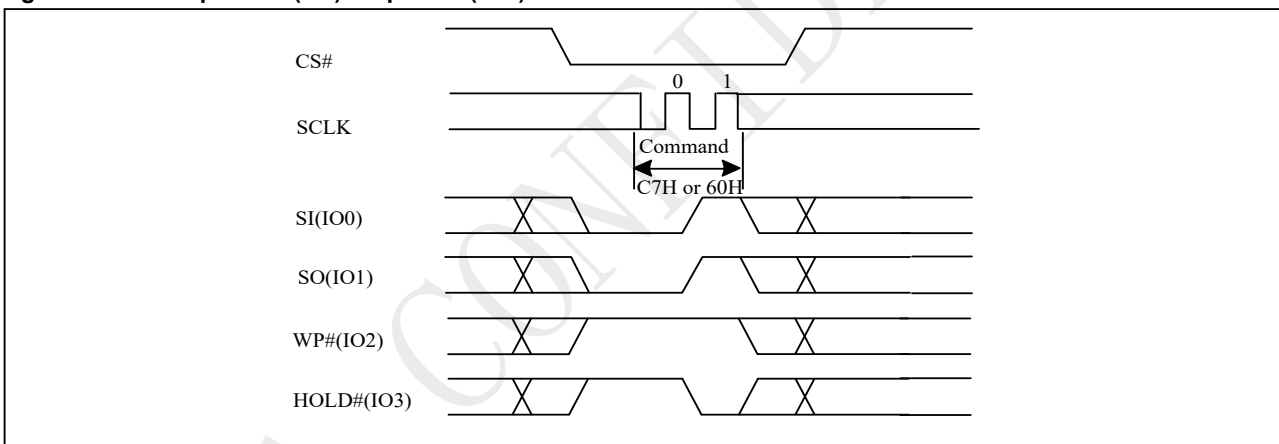 CS#
0 1
SCLK
Command
C7H or 60H
SI(IO0)
SO(IO1)
WP#(IO2)
HOLD#(IO3)